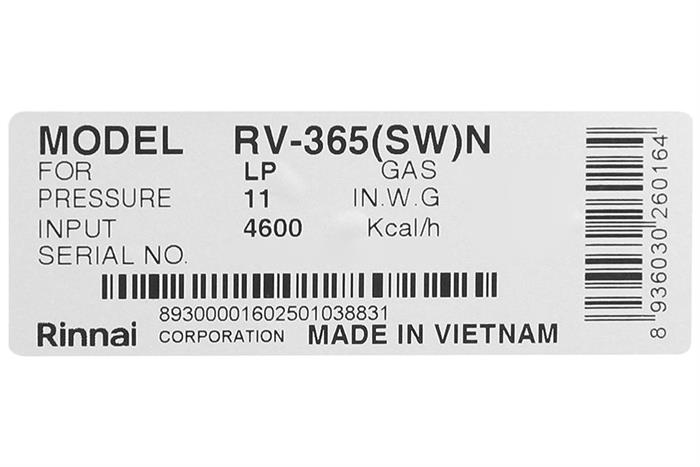 MODEL RV-365(SW)N
FOR LP GAS
PRESSURE 11 IN.W.G
INPUT 4600 Kcal/h
SERIAL NO.
89300001602501038831
Rinnai CORPORATION MADE IN VIETNAM
8 936030 260164